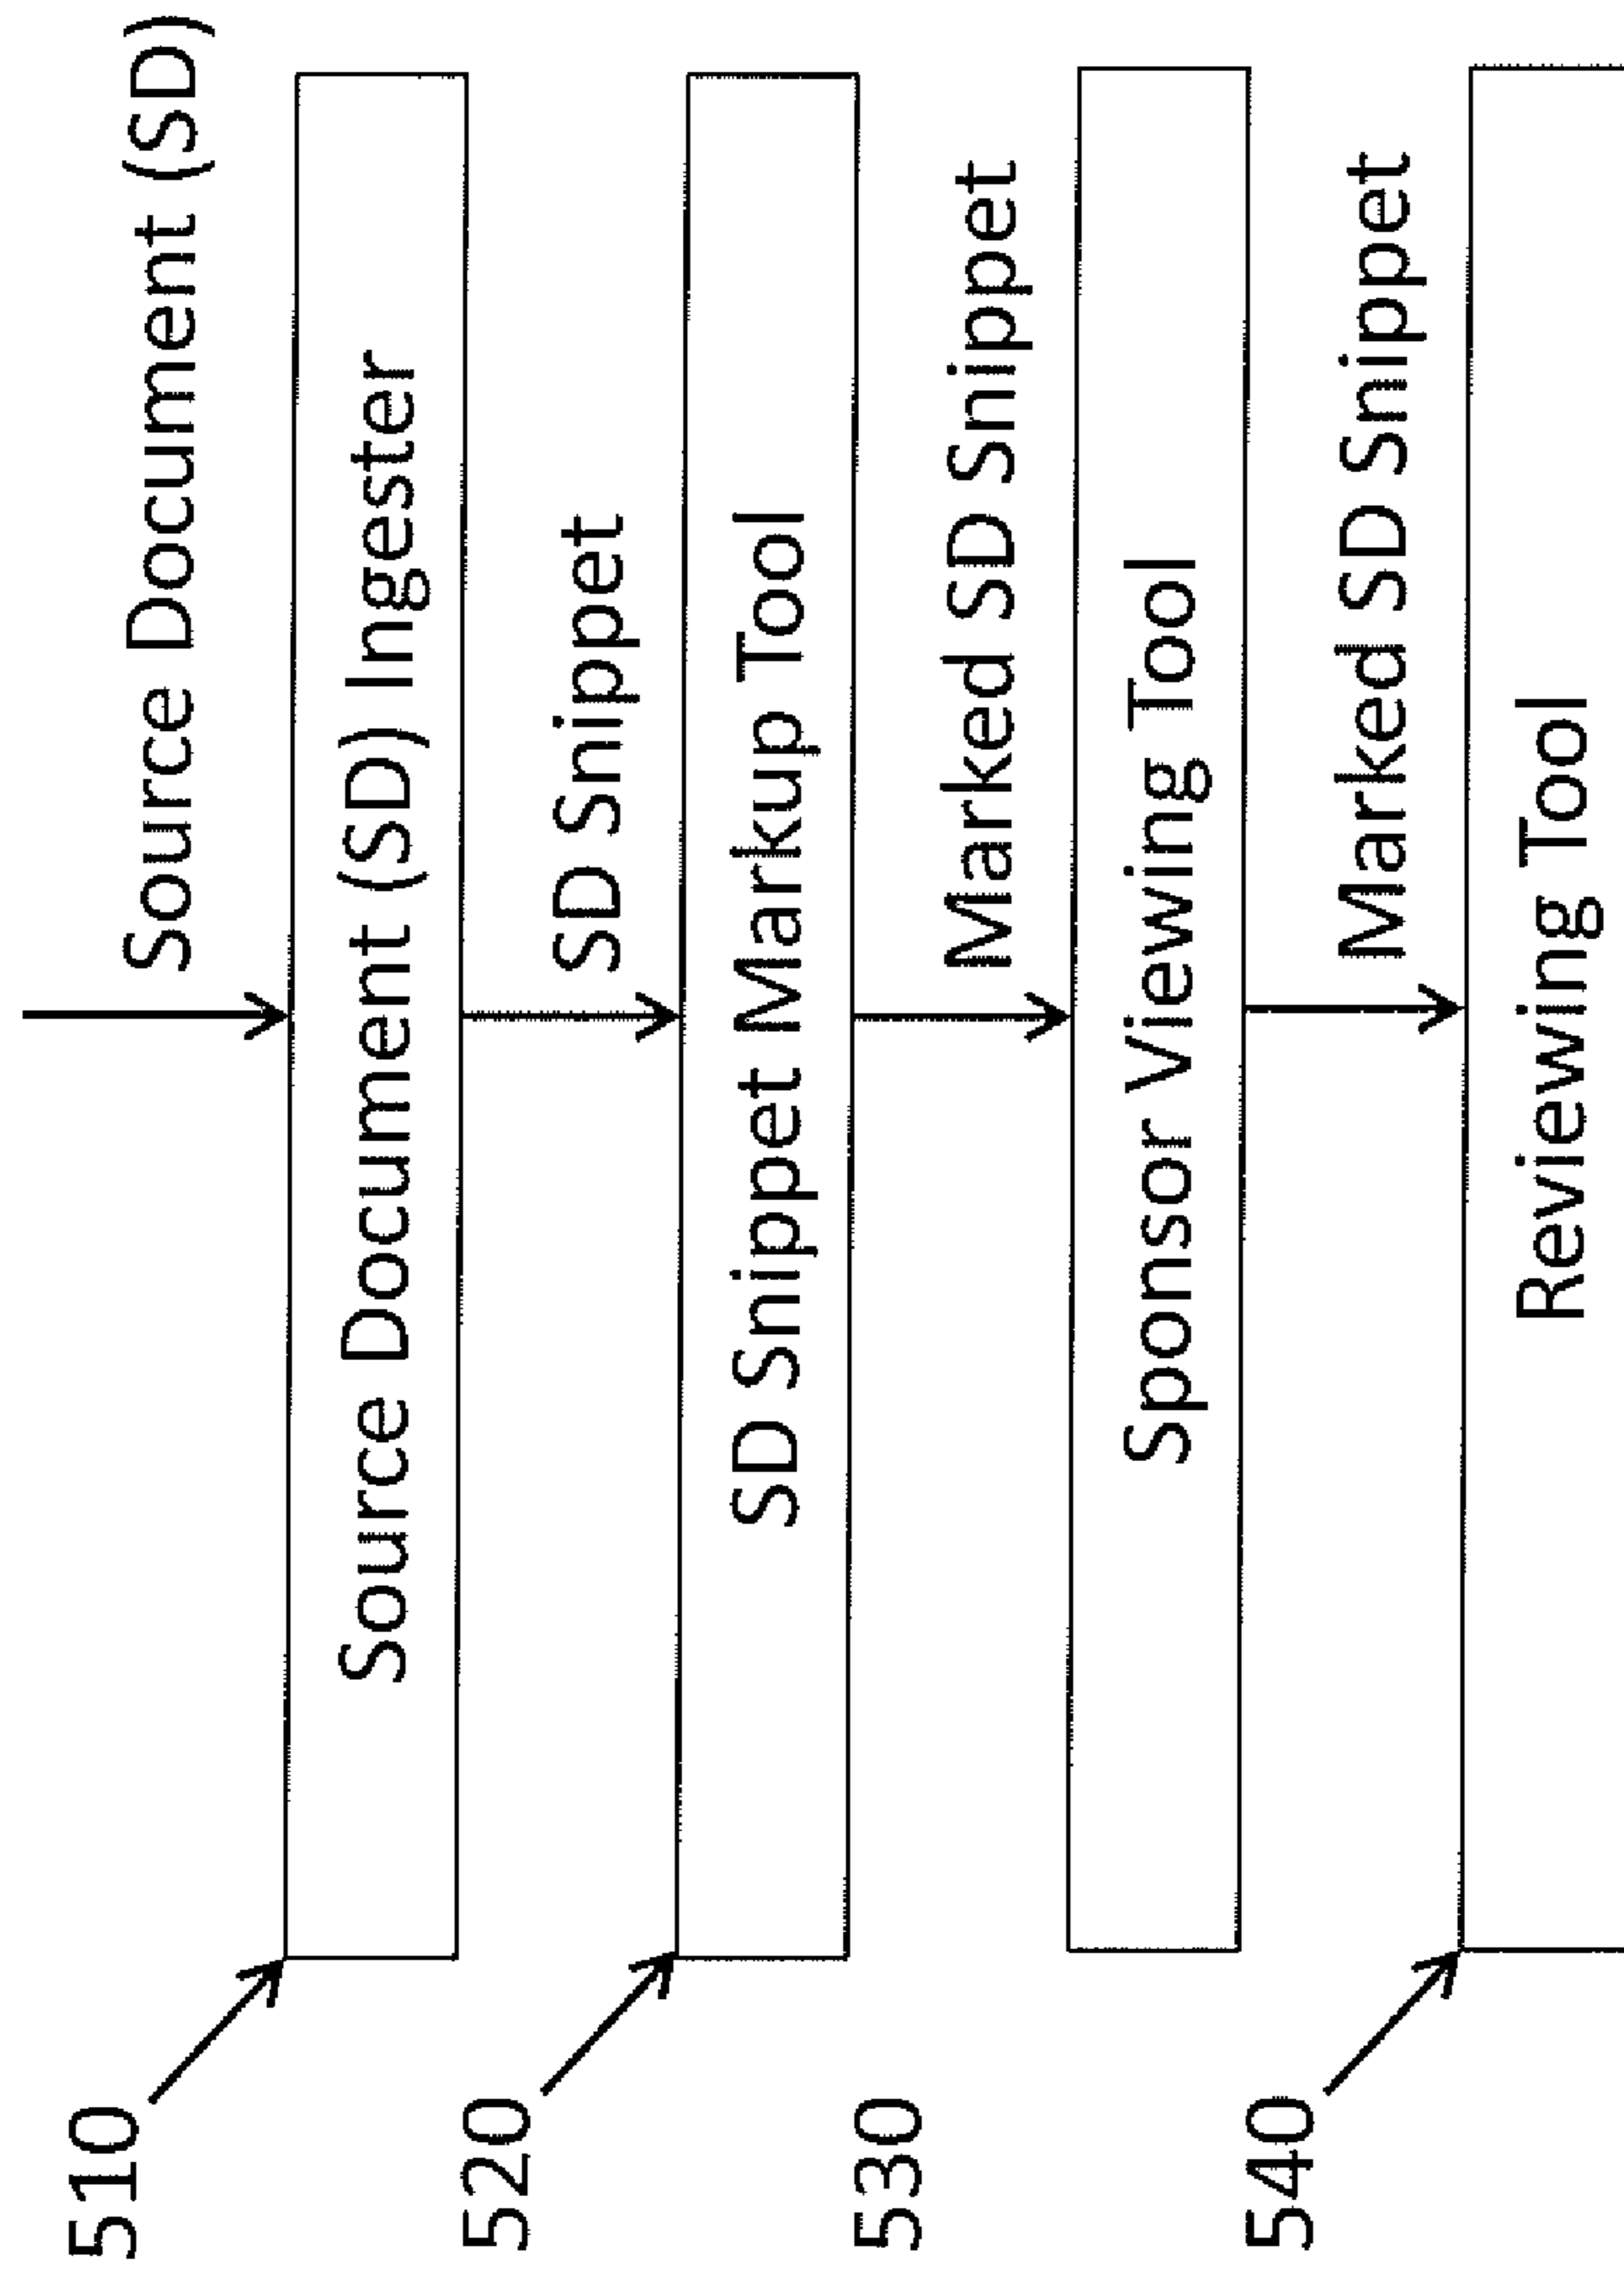 Source Document (SD)
510
Source Document (SD) Ingester
SD Snippet
520
SD Snippet Markup Tool
Marked SD Snippet
530
Sponsor Viewing Tool
Marked SD Snippet
540
Reviewing Tool